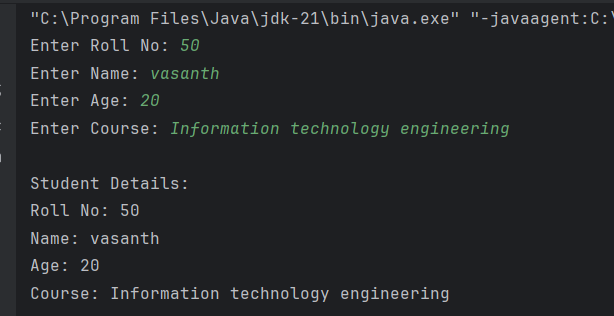 "C:\Program Files\Java\jdk-21\bin\java.exe" "-javaagent:C:\
Enter Roll No: 50
Enter Name: vasanth
Enter Age: 20
Enter Course: Information technology engineering
Student Details:
Roll No: 50
Name: vasanth
Age: 20
Course: Information technology engineering